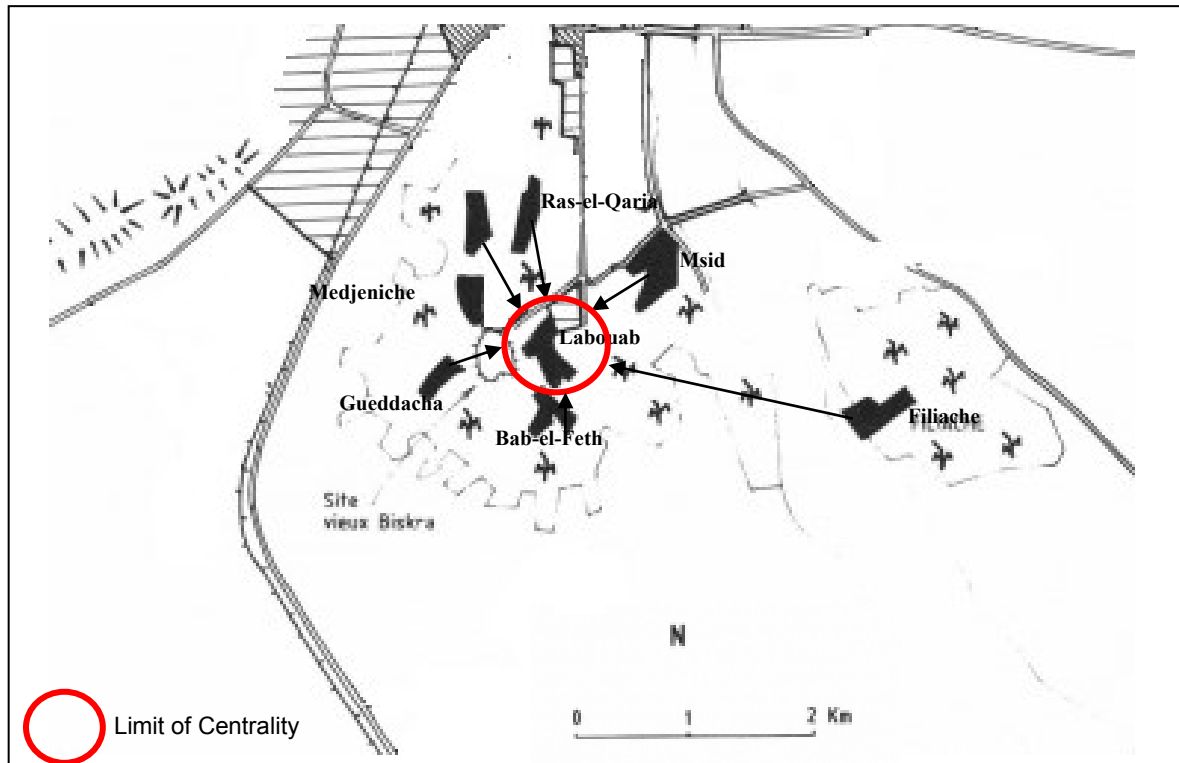 Ras-el-Qaria
Msid
Medjeniche
Labouab
Gueddacha
Filiache
Bab-el-Feth
Site
vieux Biskra
N
0 1 2 Km
Limit of Centrality